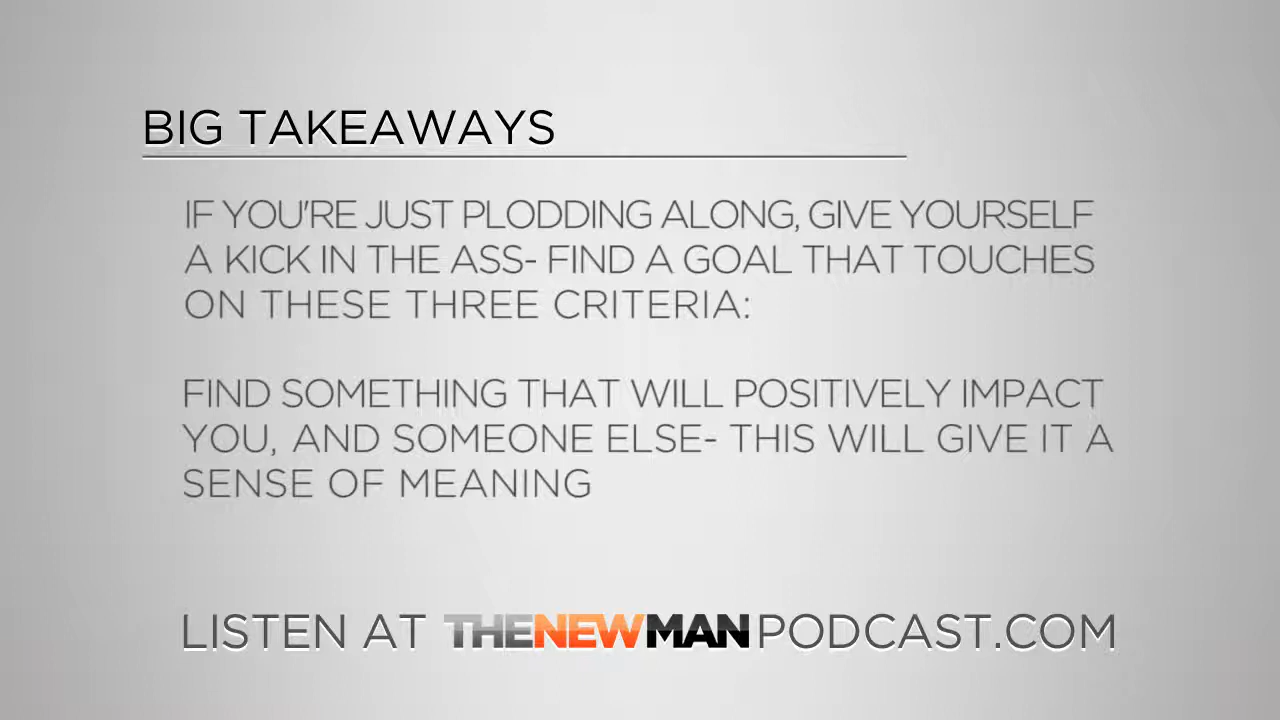 BIG TAKEAWAYS
IF YOU'RE JUST PLODDING ALONG, GIVE YOURSELF
A KICK IN THE ASS- FIND A GOAL THAT TOUCHES
ON THESE THREE CRITERIA:
FIND SOMETHING THAT WILL POSITIVELY IMPACT
YOU, AND SOMEONE ELSE- THIS WILL GIVE IT A
SENSE OF MEANING
LISTEN AT THENEWMANPODCAST.COM